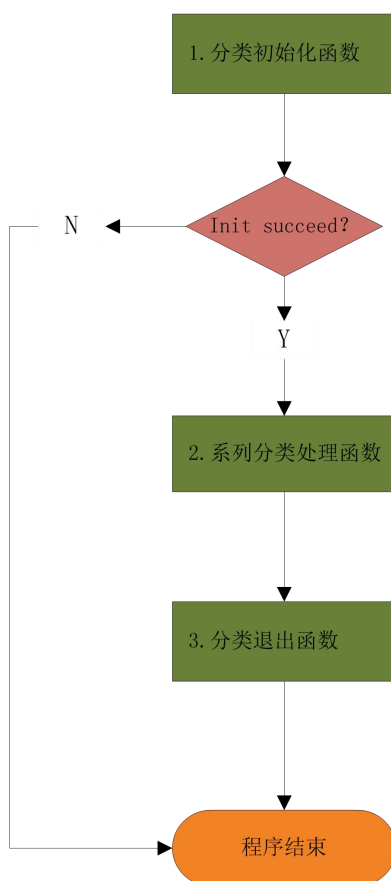 1.分类初始化函数
Init succeed?
N
Y
2.系列分类处理函数
3.分类退出函数
程序结束